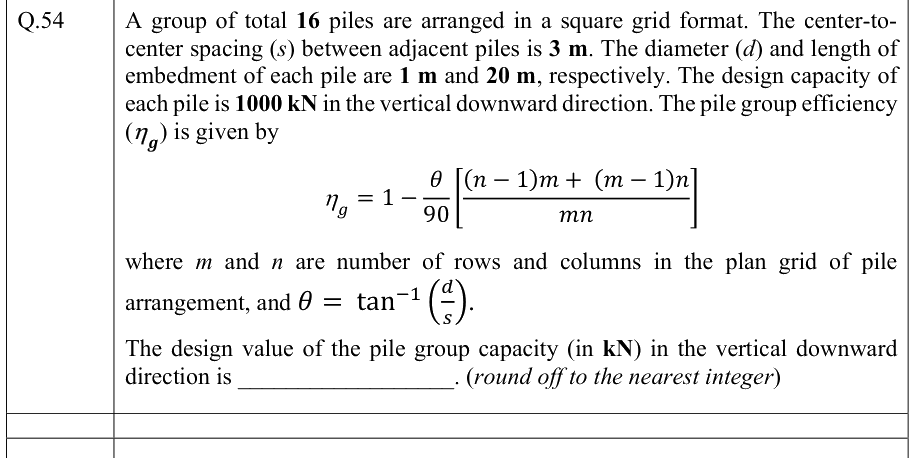 Q.54 A group of total 16 piles are arranged in a square grid format. The center-to-
center spacing (s) between adjacent piles is 3 m. The diameter (d) and length of
embedment of each pile are 1 m and 20 m, respectively. The design capacity of
each pile is 1000 kN in the vertical downward direction. The pile group efficiency
(η_g) is given by
η_g = 1 − θ/90 [((n − 1)m + (m − 1)n)/mn]
where m and n are number of rows and columns in the plan grid of pile
arrangement, and θ = tan⁻¹ (d/s).
The design value of the pile group capacity (in kN) in the vertical downward
direction is ____________________. (round off to the nearest integer)